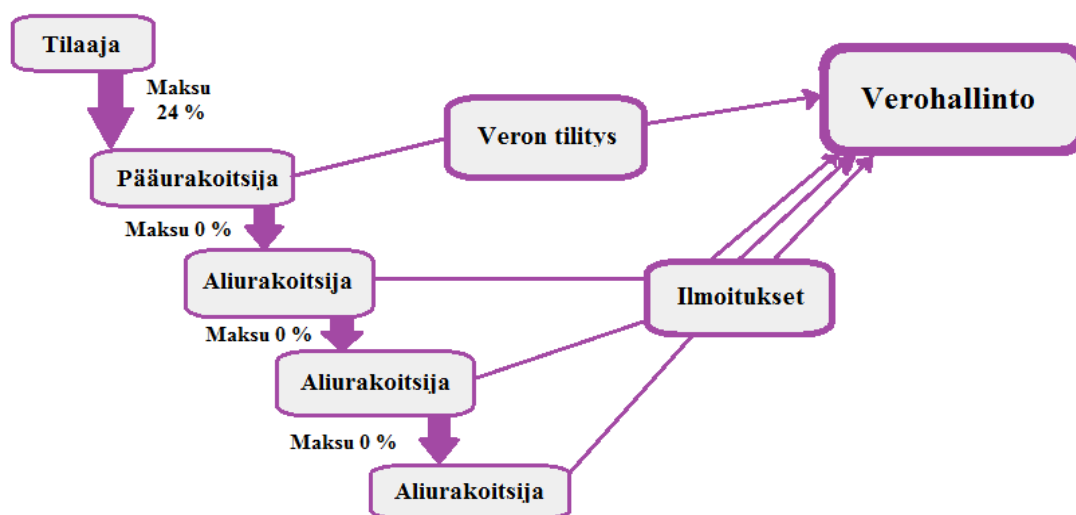 Tilaaja
Maksu
24 %
Verohallinto
Veron tilitys
Pääurakoitsija
Maksu 0 %
Aliurakoitsija
Ilmoitukset
Maksu 0 %
Aliurakoitsija
Maksu 0 %
Aliurakoitsija